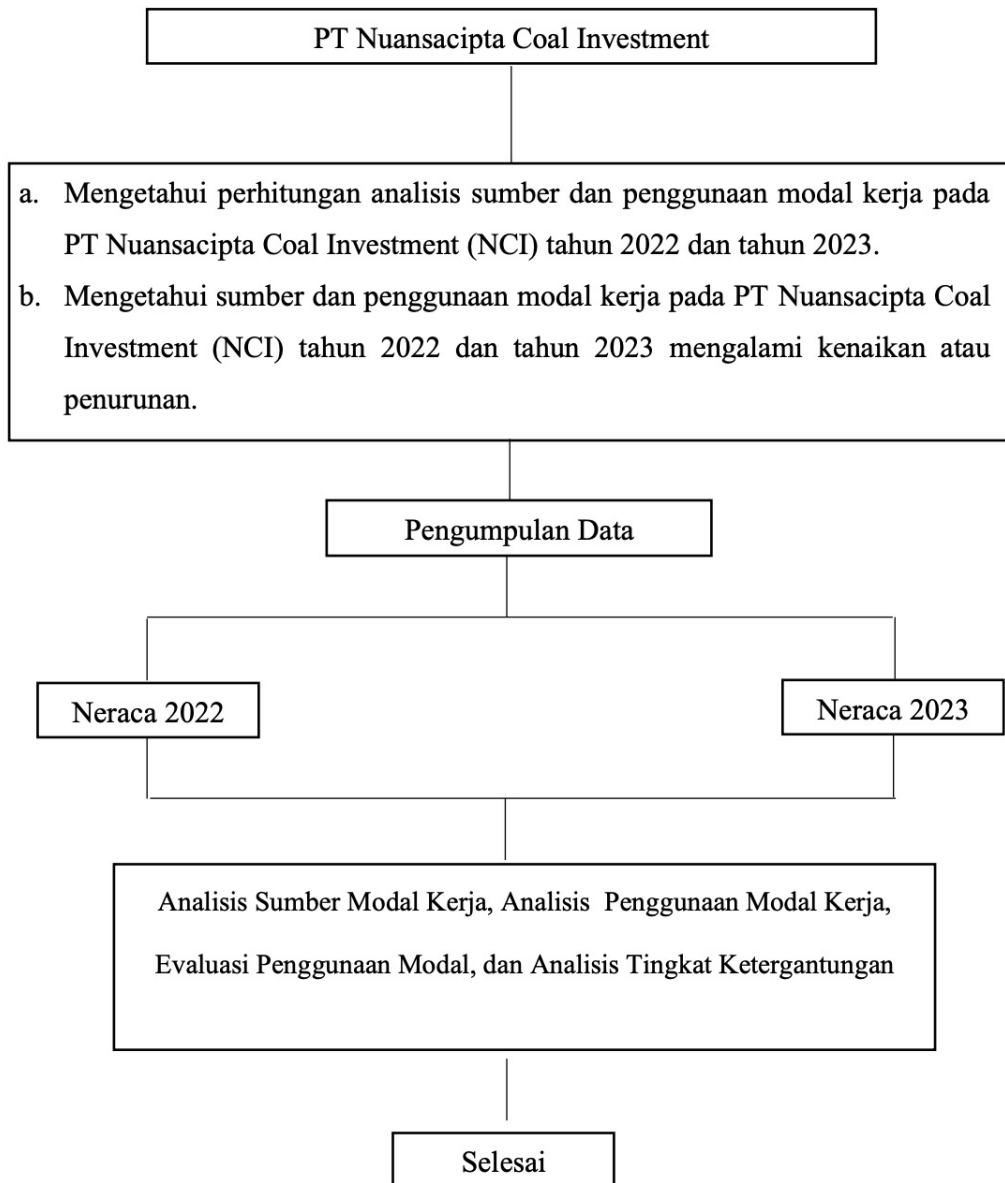 PT Nuansacipta Coal Investment
a. Mengetahui perhitungan analisis sumber dan penggunaan modal kerja pada
PT Nuansacipta Coal Investment (NCI) tahun 2022 dan tahun 2023.
b. Mengetahui sumber dan penggunaan modal kerja pada PT Nuansacipta Coal
Investment (NCI) tahun 2022 dan tahun 2023 mengalami kenaikan atau
penurunan.
Pengumpulan Data
Neraca 2022
Neraca 2023
Analisis Sumber Modal Kerja, Analisis Penggunaan Modal Kerja,
Evaluasi Penggunaan Modal, dan Analisis Tingkat Ketergantungan
Selesai